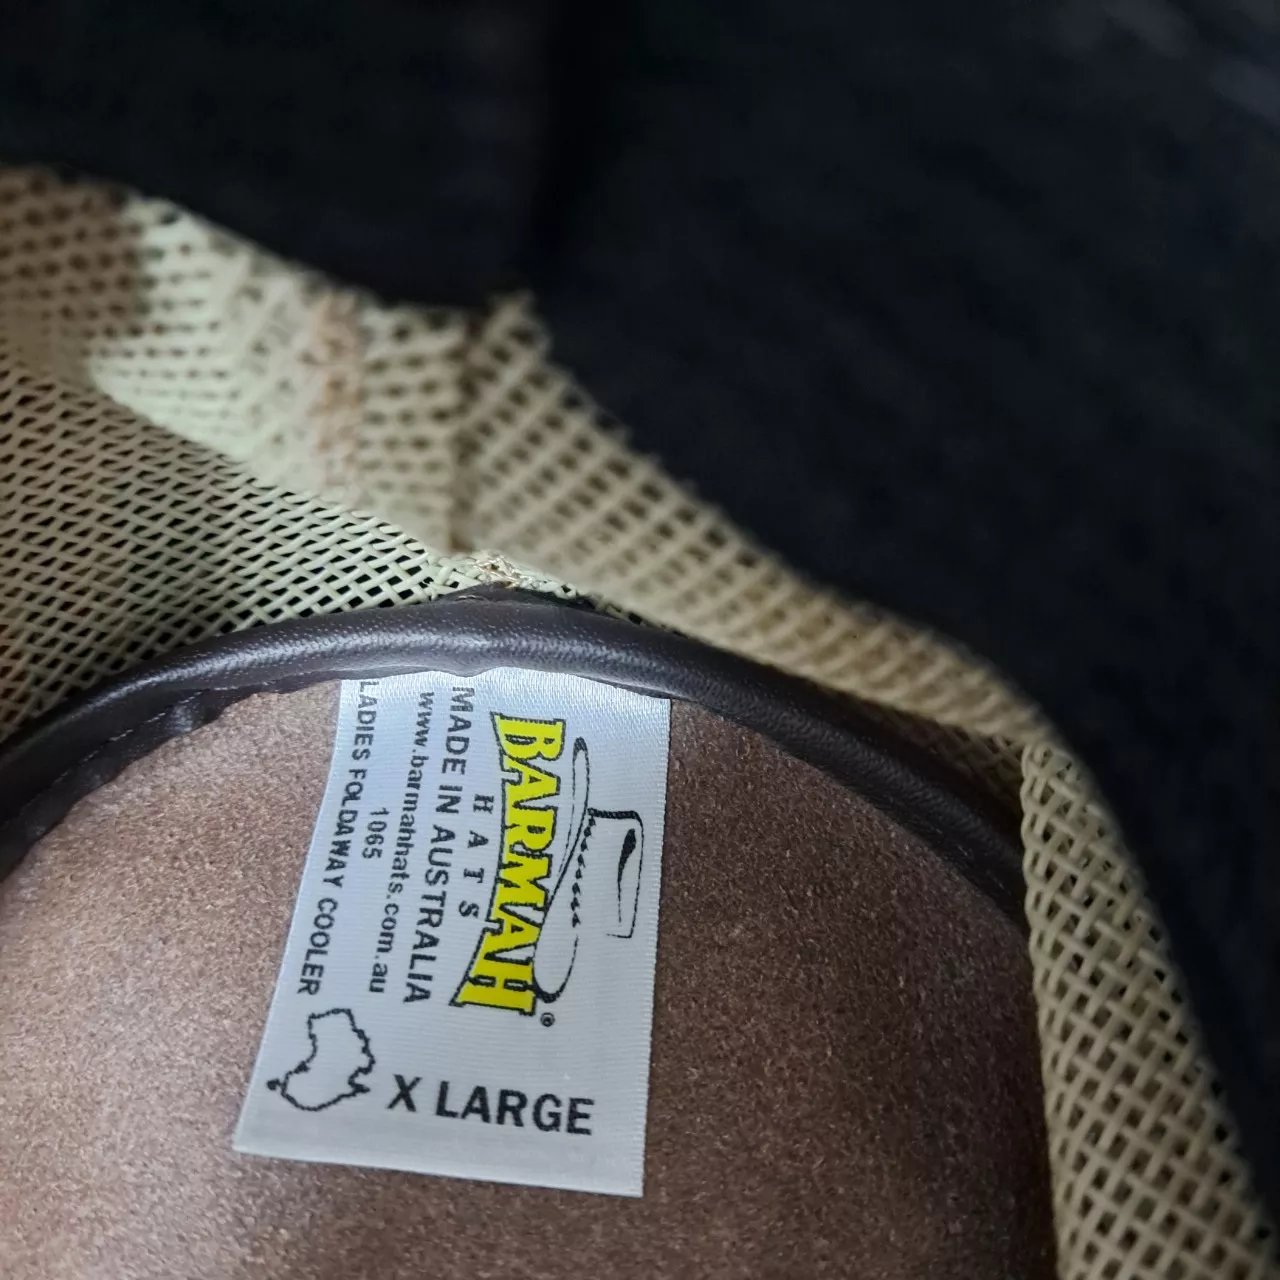 BARMAH
HATS
®
MADE IN AUSTRALIA
www.barmahhats.com.au
1065
LADIES FOLDAWAY COOLER
X LARGE